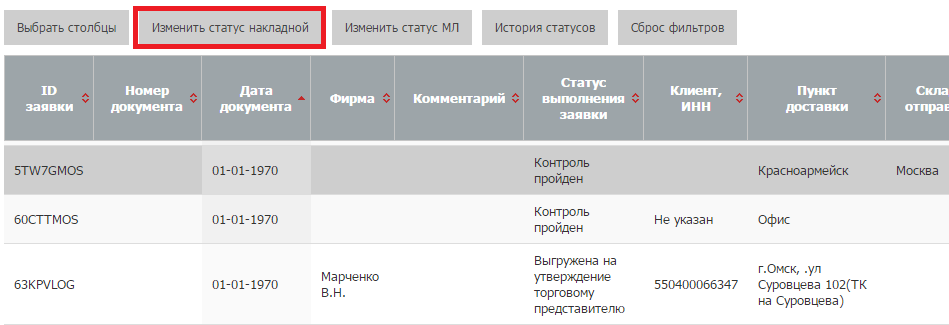 Выбрать столбцы
Изменить статус накладной
Изменить статус МЛ
История статусов
Сброс фильтров
ID
заявки
Номер
документа
Дата
документа
Фирма
Комментарий
Статус
выполнения
заявки
Клиент,
ИНН
Пункт
доставки
Скла
отправ
5TW7GMOS
01-01-1970
Контроль
пройден
Красноармейск
Москва
60CTTMOS
01-01-1970
Контроль
пройден
Не указан
Офис
63KPVLOG
01-01-1970
Марченко
В.Н.
Выгружена на
утверждение
торговому
представителю
550400066347
г.Омск, .ул
Суровцева 102(ТК
на Суровцева)